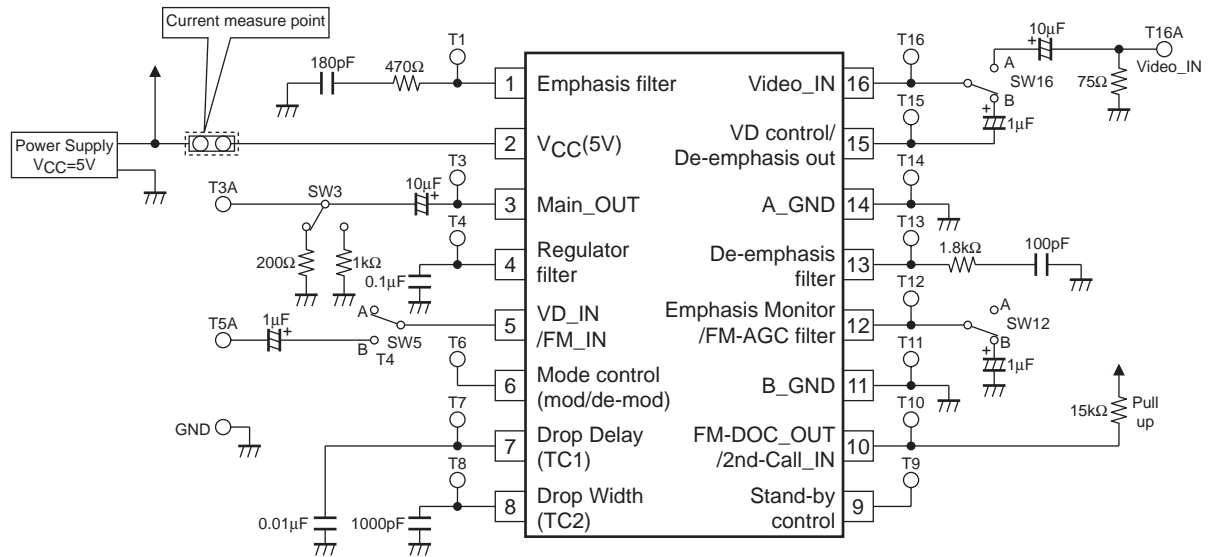 Current measure point
Power Supply
VCC=5V
180pF
470Ω
T1
1
Emphasis filter
2
VCC(5V)
T3A
SW3
10μF
+
T3
3
Main_OUT
200Ω
1kΩ
T4
0.1μF
4
Regulator
filter
T5A
1μF
+
A
B
SW5
T4
5
VD_IN
/FM_IN
T6
6
Mode control
(mod/de-mod)
GND
T7
7
Drop Delay
(TC1)
0.01μF
T8
1000pF
8
Drop Width
(TC2)
T16
16
Video_IN
A
SW16
B
10μF
+
T16A
Video_IN
75Ω
T15
+
1μF
15
VD control/
De-emphasis out
T14
14
A_GND
T13
1.8kΩ
100pF
13
De-emphasis
filter
T12
A
SW12
B
+
1μF
12
Emphasis Monitor
/FM-AGC filter
T11
11
B_GND
T10
15kΩ
Pull
up
10
FM-DOC_OUT
/2nd-Call_IN
T9
9
Stand-by
control